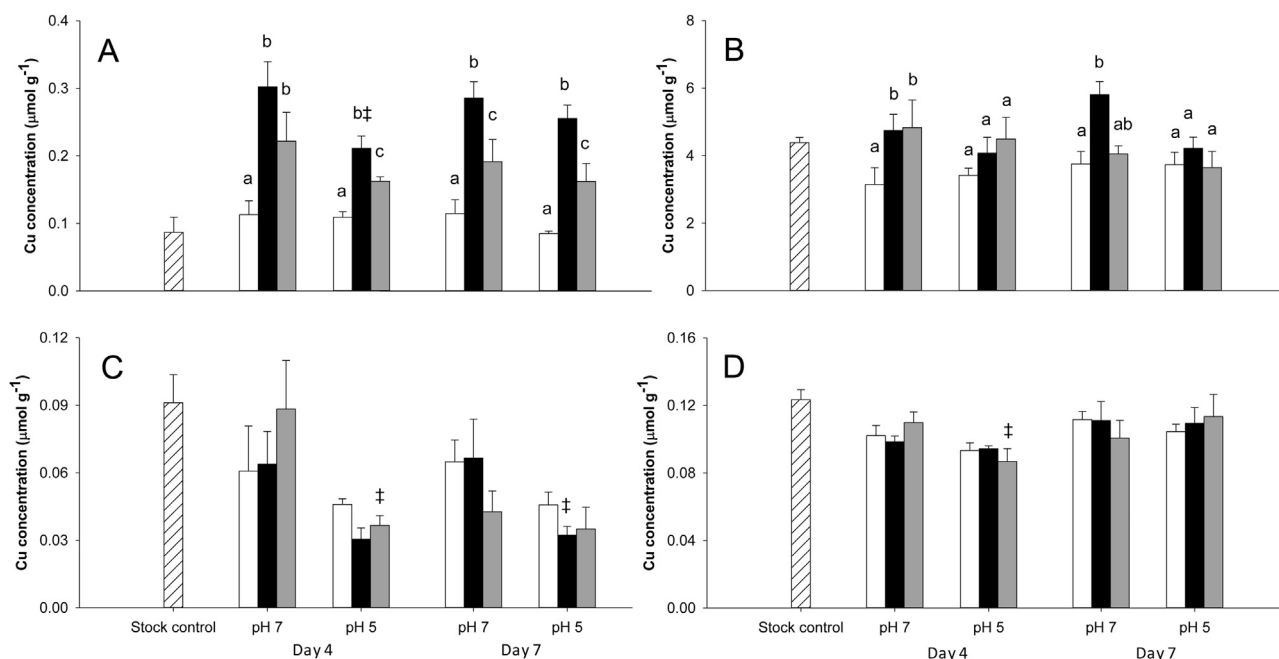 A
Cu concentration (µmol g-1)
0.4
0.3
0.2
0.1
0.0
a
b
b
a
b‡
c
a
b
c
a
b
c
B
Cu concentration (µmol g-1)
8
6
4
2
0
a
b
b
a
a
a
a
b
ab
a
a
a
C
Cu concentration (µmol g-1)
0.12
0.09
0.06
0.03
0.00
‡
‡
Stock control
pH 7
pH 5
pH 7
pH 5
Day 4
Day 7
D
Cu concentration (µmol g-1)
0.16
0.12
0.08
0.04
0.00
‡
Stock control
pH 7
pH 5
pH 7
pH 5
Day 4
Day 7